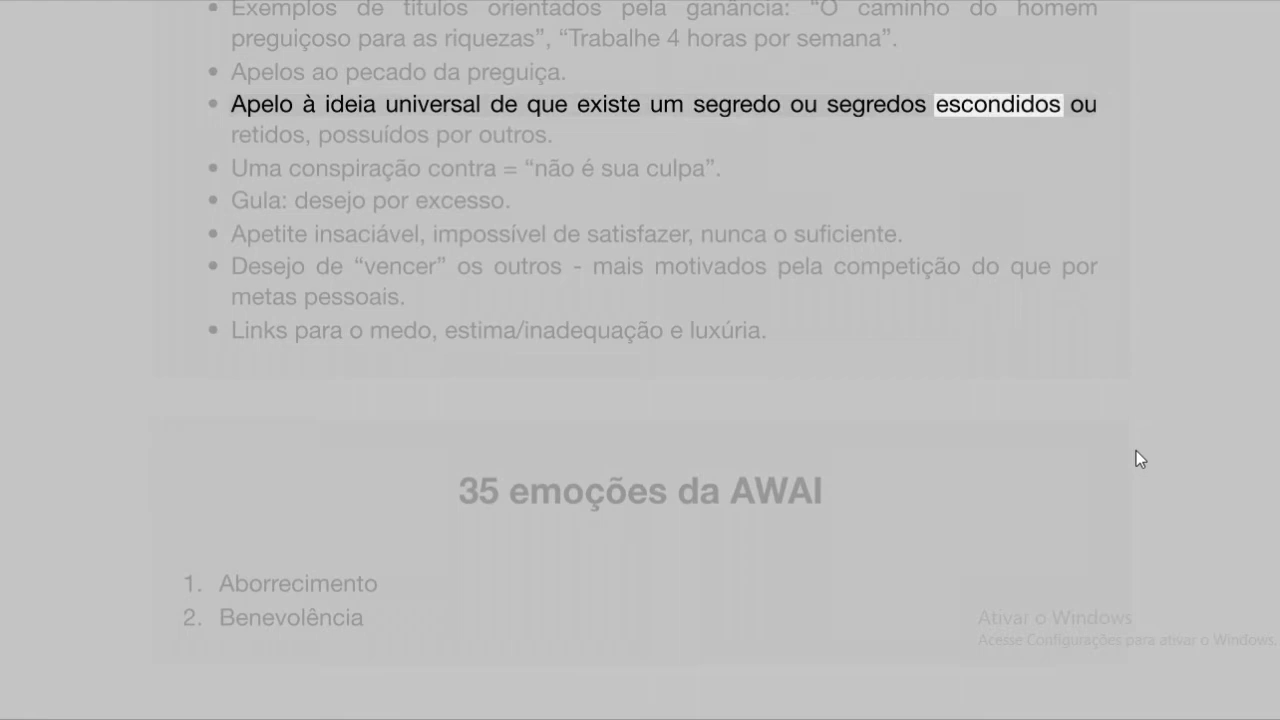 Exemplos de títulos orientados pela ganância: “O caminho do homem
preguiçoso para as riquezas”, “Trabalhe 4 horas por semana”.
• Apelos ao pecado da preguiça.
• Apelo à ideia universal de que existe um segredo ou segredos escondidos ou
retidos, possuídos por outros.
• Uma conspiração contra = “não é sua culpa”.
• Gula: desejo por excesso.
• Apetite insaciável, impossível de satisfazer, nunca o suficiente.
• Desejo de “vencer” os outros - mais motivados pela competição do que por
metas pessoais.
• Links para o medo, estima/inadequação e luxúria.
35 emoções da AWAI
1. Aborrecimento
2. Benevolência
Ativar o Windows
Acesse Configurações para ativar o Windows.